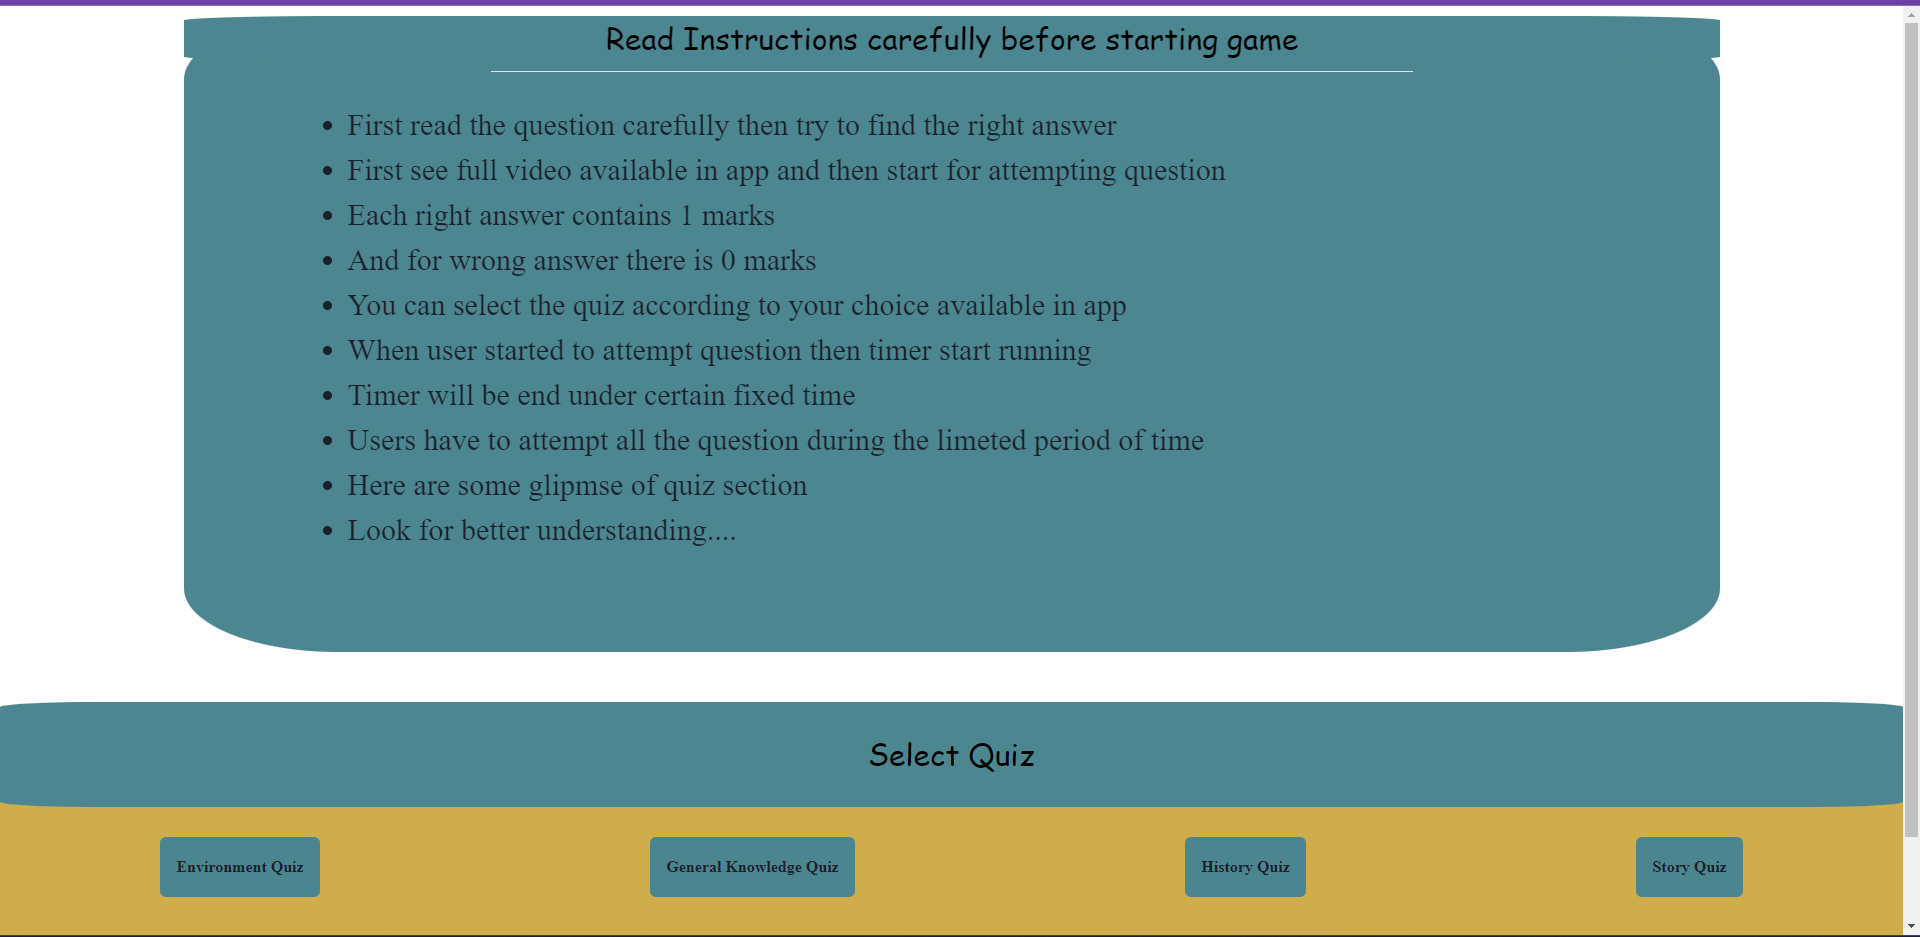 Read Instructions carefully before starting game
First read the question carefully then try to find the right answer
First see full video available in app and then start for attempting question
Each right answer contains 1 marks
And for wrong answer there is 0 marks
You can select the quiz according to your choice available in app
When user started to attempt question then timer start running
Timer will be end under certain fixed time
Users have to attempt all the question during the limeted period of time
Here are some glipmse of quiz section
Look for better understanding....
Select Quiz
Environment Quiz
General Knowledge Quiz
History Quiz
Story Quiz